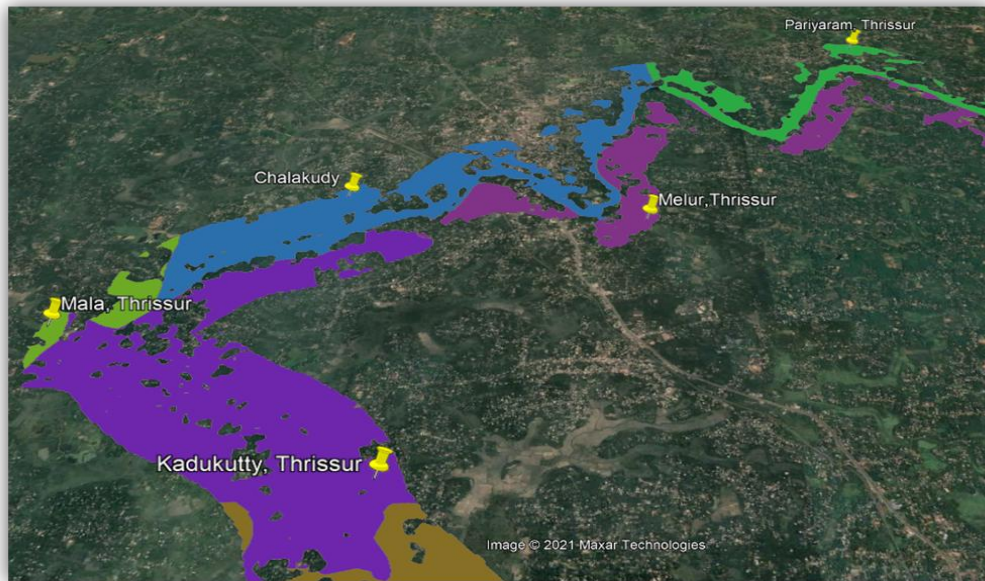 Pariyaram, Thrissur
Chalakudy
Melur,Thrissur
Mala, Thrissur
Kadukutty, Thrissur
Image © 2021 Maxar Technologies